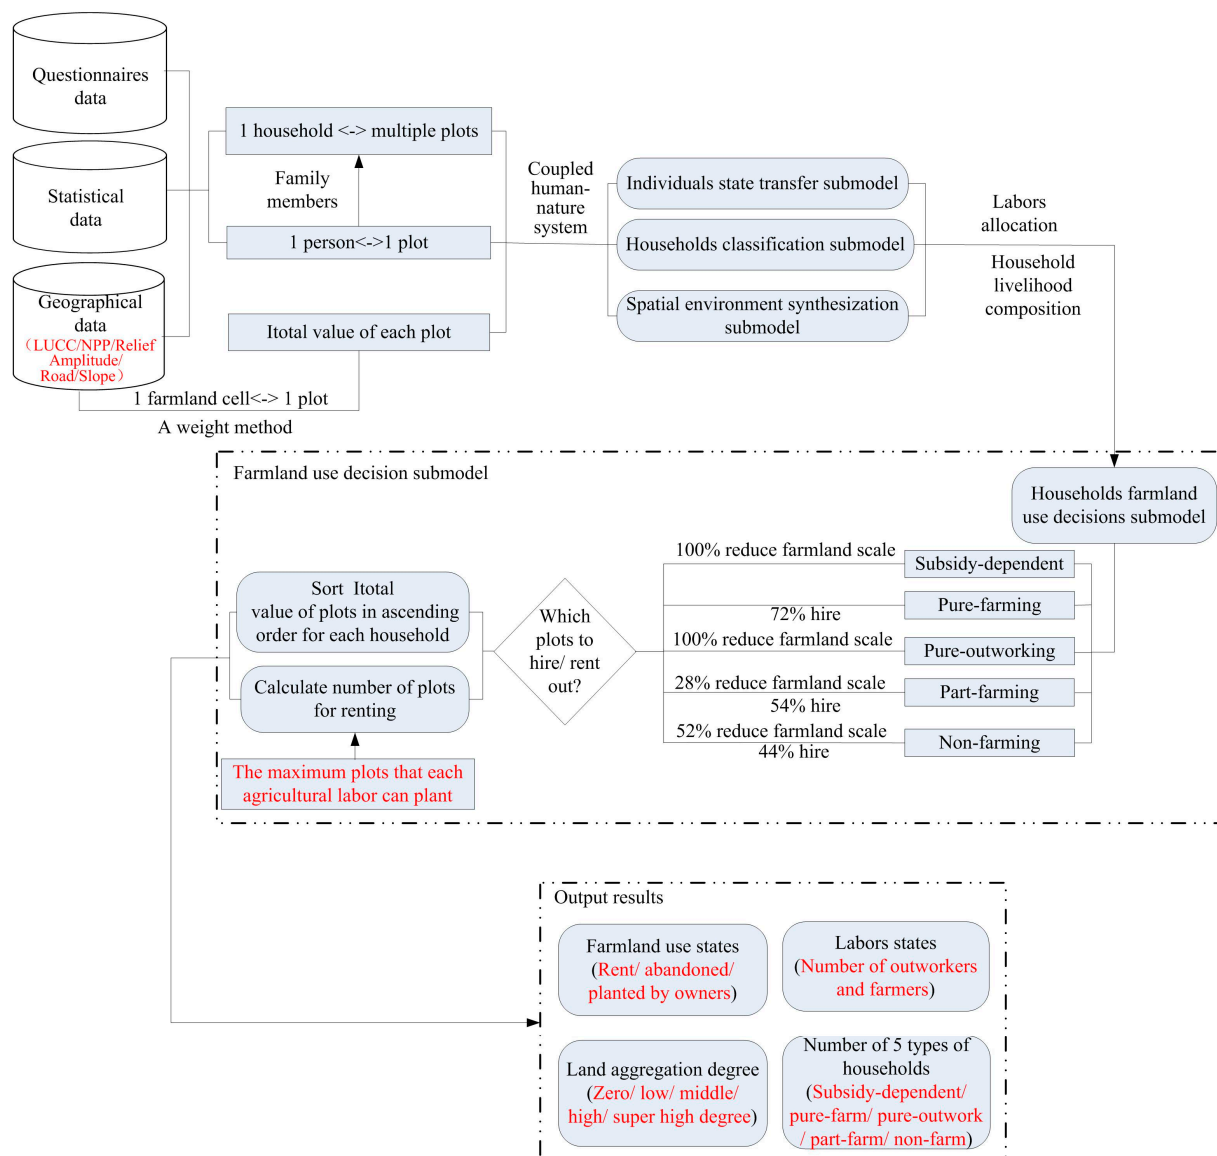 Questionnaires
data
Statistical
data
Geographical
data
（LUCC/NPP/Relief
Amplitude/
Road/Slope）
1 household <-> multiple plots
Family
members
1 person<->1 plot
Itotal value of each plot
1 farmland cell<-> 1 plot
A weight method
Coupled
human-
nature
system
Individuals state transfer submodel
Households classification submodel
Spatial environment synthesization
submodel
Labors
allocation
Household
livelihood
composition
Farmland use decision submodel
Households farmland
use decisions submodel
Sort  Itotal
value of plots in ascending
order for each household
Calculate number of plots
for renting
The maximum plots that each
agricultural labor can plant
Which
plots to
hire/ rent
out?
100% reduce farmland scale
Subsidy-dependent
72% hire
Pure-farming
100% reduce farmland scale
Pure-outworking
28% reduce farmland scale
54% hire
Part-farming
52% reduce farmland scale
44% hire
Non-farming
Output results
Farmland use states
(Rent/ abandoned/
planted by owners)
Labors states
(Number of outworkers
and farmers)
Land aggregation degree
(Zero/ low/ middle/
high/ super high degree)
Number of 5 types of
households
(Subsidy-dependent/
pure-farm/ pure-outwork
/ part-farm/ non-farm)